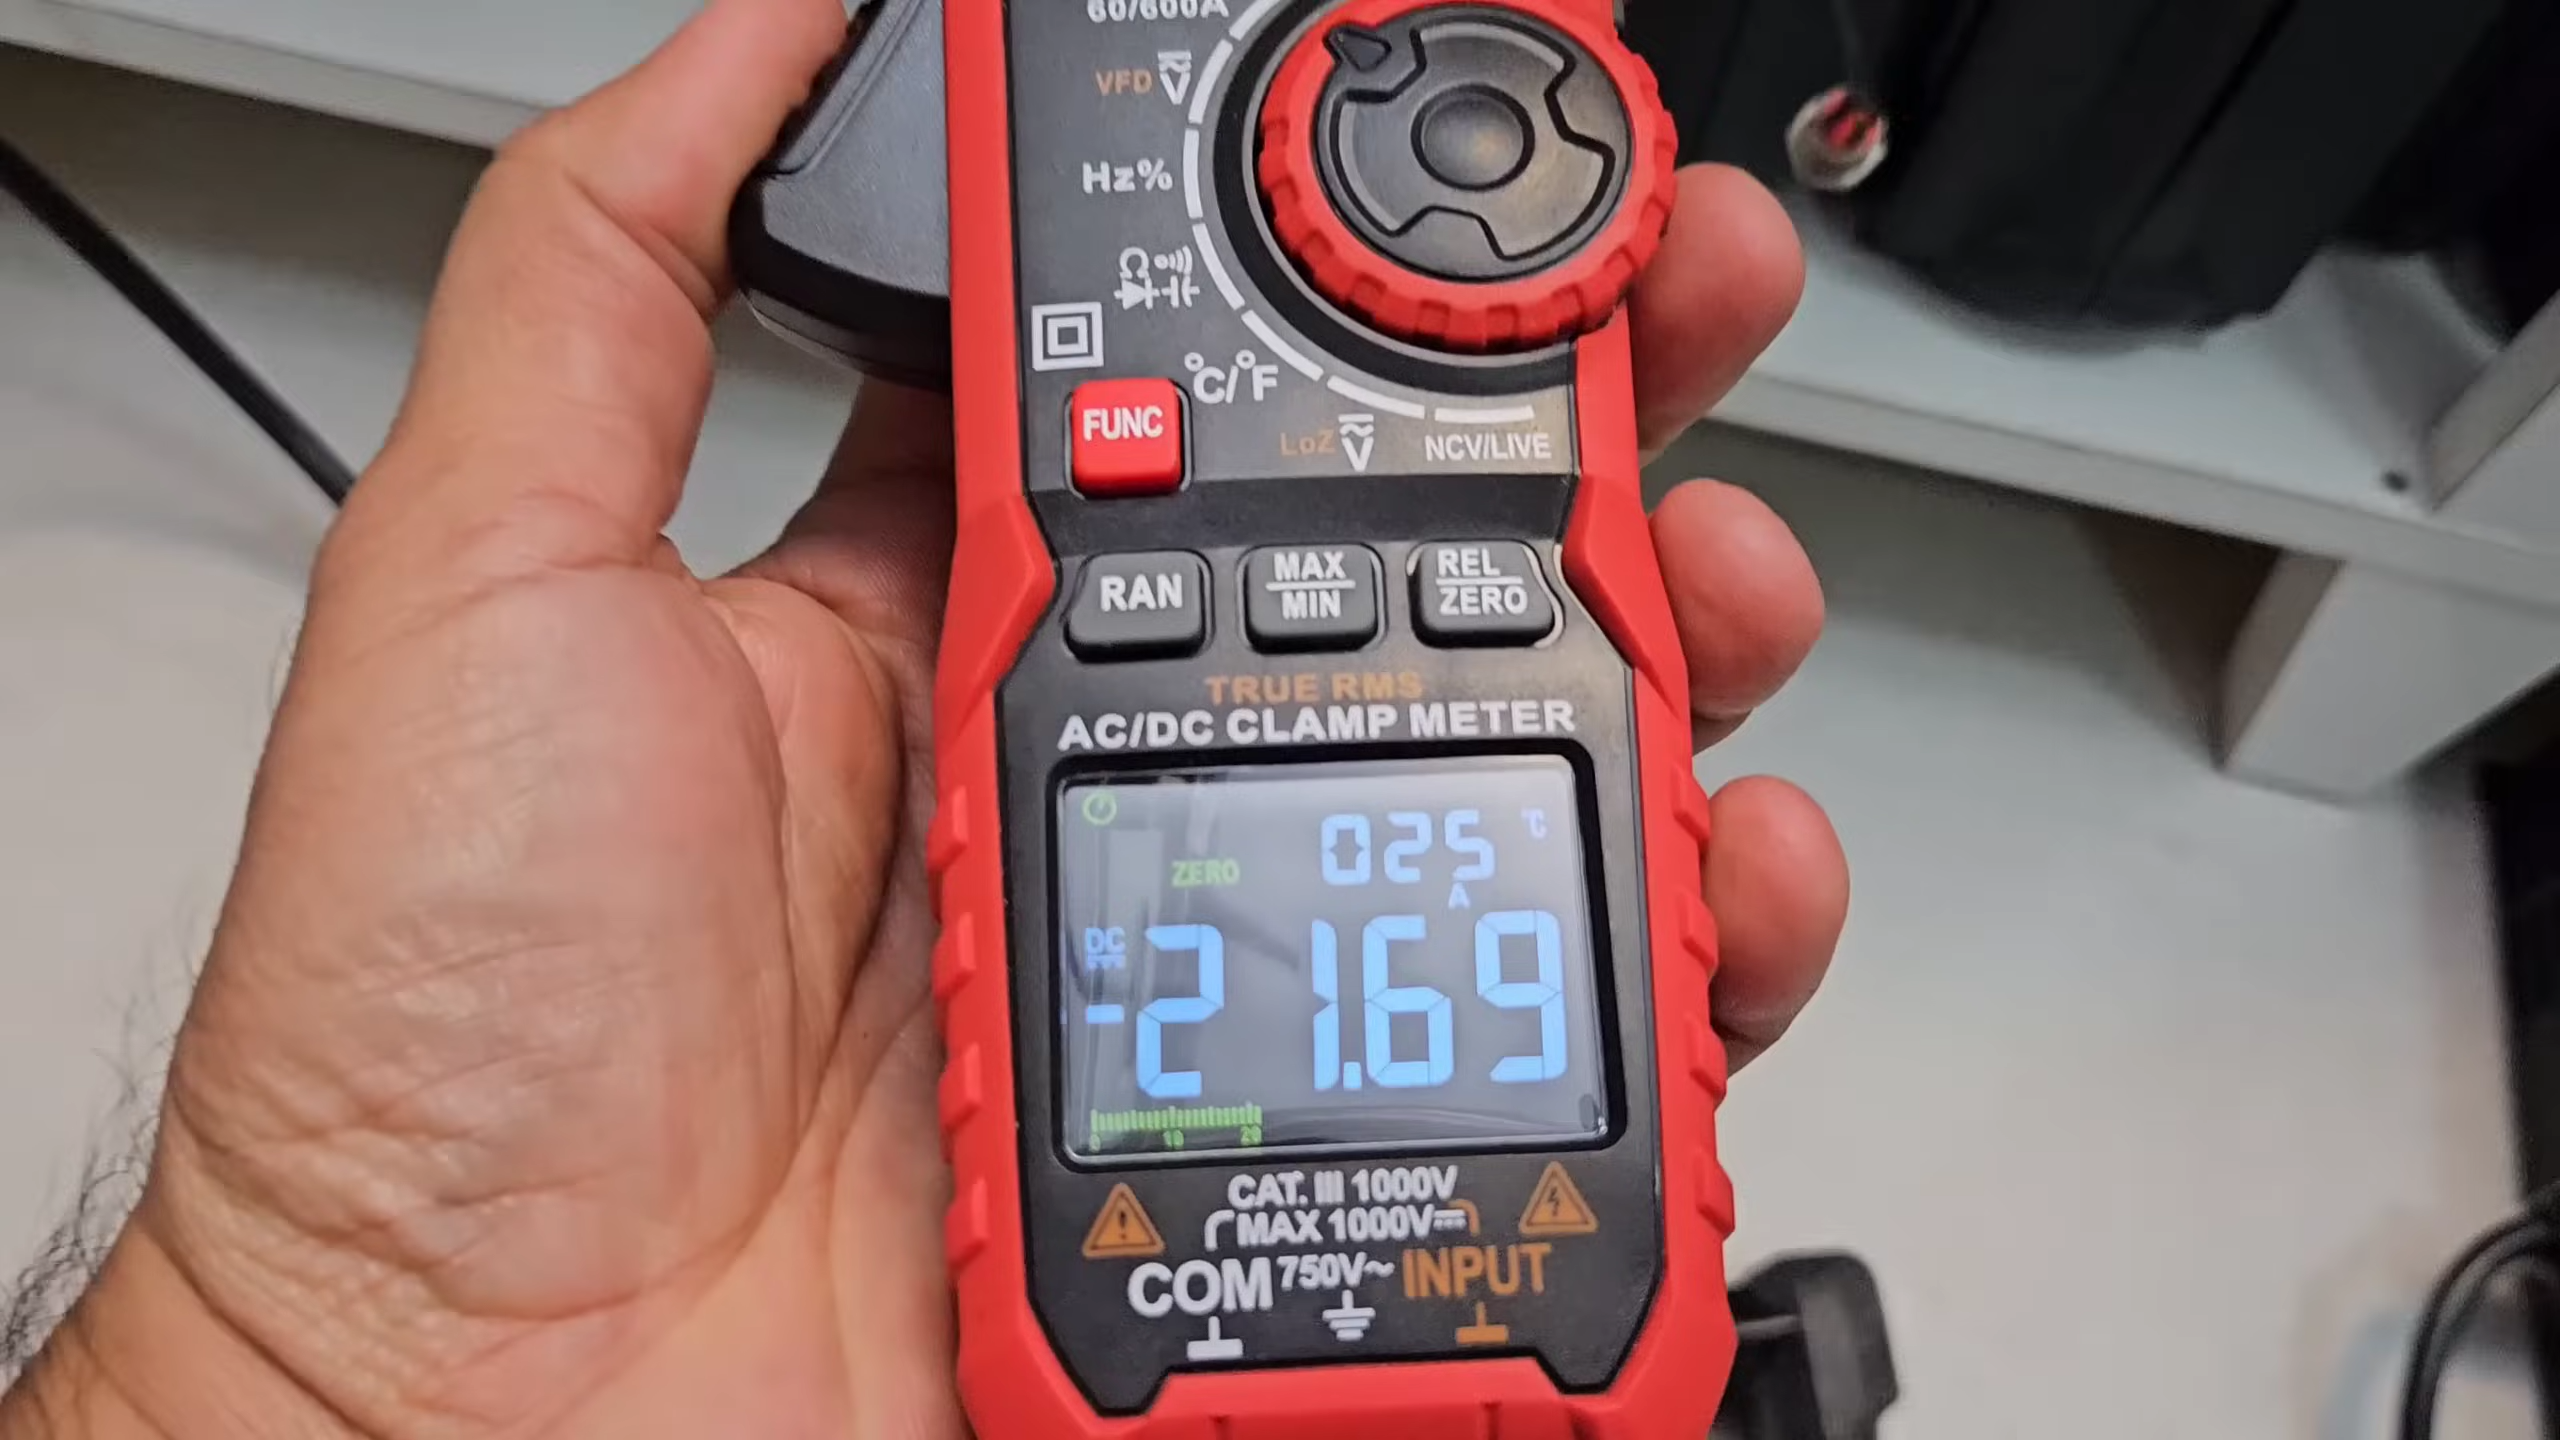 60/600A
VFD V
Hz%
Ω
°C/°F
FUNC
LoZ V
NCV/LIVE
RAN
MAX
MIN
REL
ZERO
TRUE RMS
AC/DC CLAMP METER
025 °C
ZERO
A
DC
-21.69
0 10 20
CAT. III 1000V
MAX 1000V
COM 750V~ INPUT